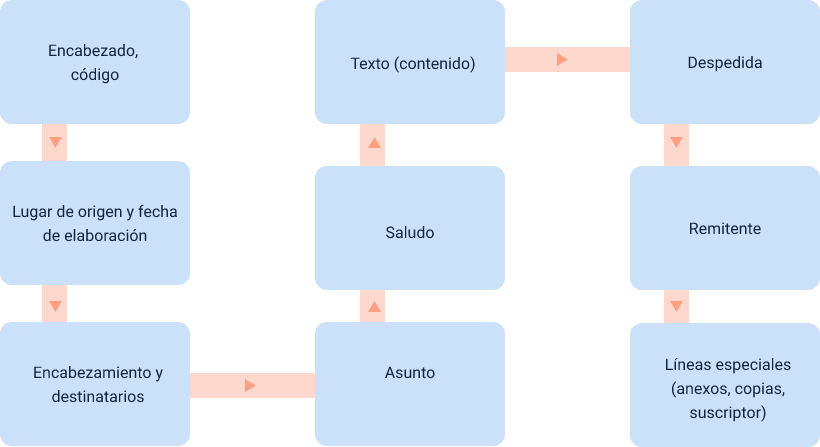 Encabezado,
código
Lugar de origen y fecha
de elaboración
Encabezamiento y
destinatarios
Asunto
Saludo
Texto (contenido)
Despedida
Remitente
Líneas especiales
(anexos, copias,
suscriptor)